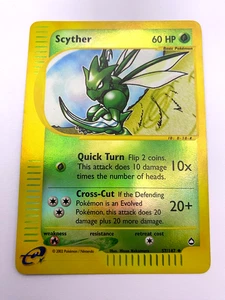 Scyther 60 HP
Basic Pokémon
Quick Turn Flip 2 coins.
This attack does 10 damage 10x
times the number of heads.
Cross-Cut If the Defending
Pokémon is an Evolved
Pokémon, this attack does 20 20+
damage plus 20 more damage.
weakness resistance retreat cost